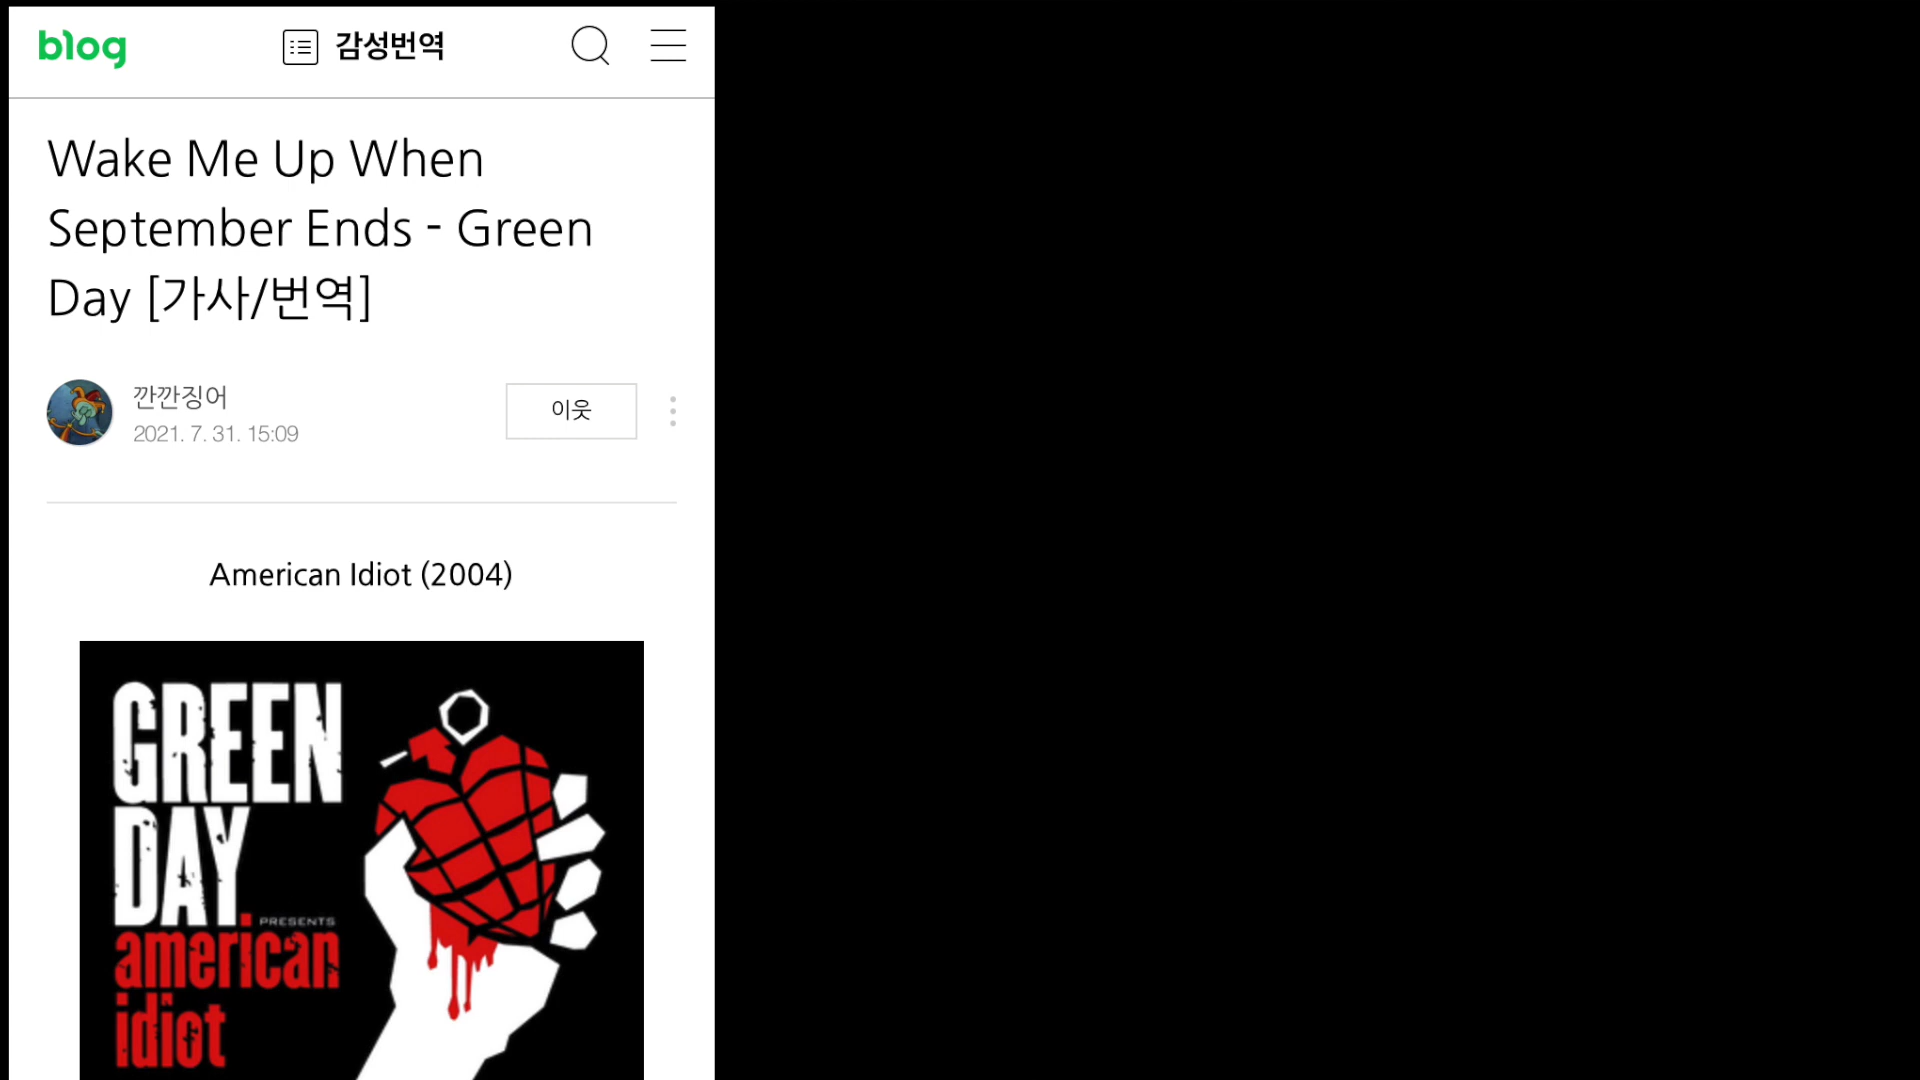 blog
감성번역
Wake Me Up When
September Ends - Green
Day [가사/번역]
깐깐징어
2021. 7. 31. 15:09
이웃
American Idiot (2004)
GREEN
DAY
PRESENTS
american
idiot